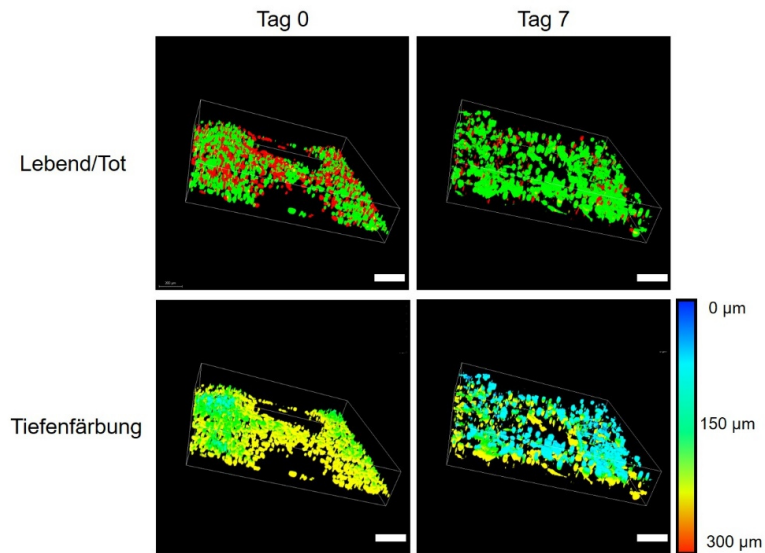 Tag 0
Tag 7
Lebend/Tot
0 µm
Tiefenfärbung
150 µm
300 µm